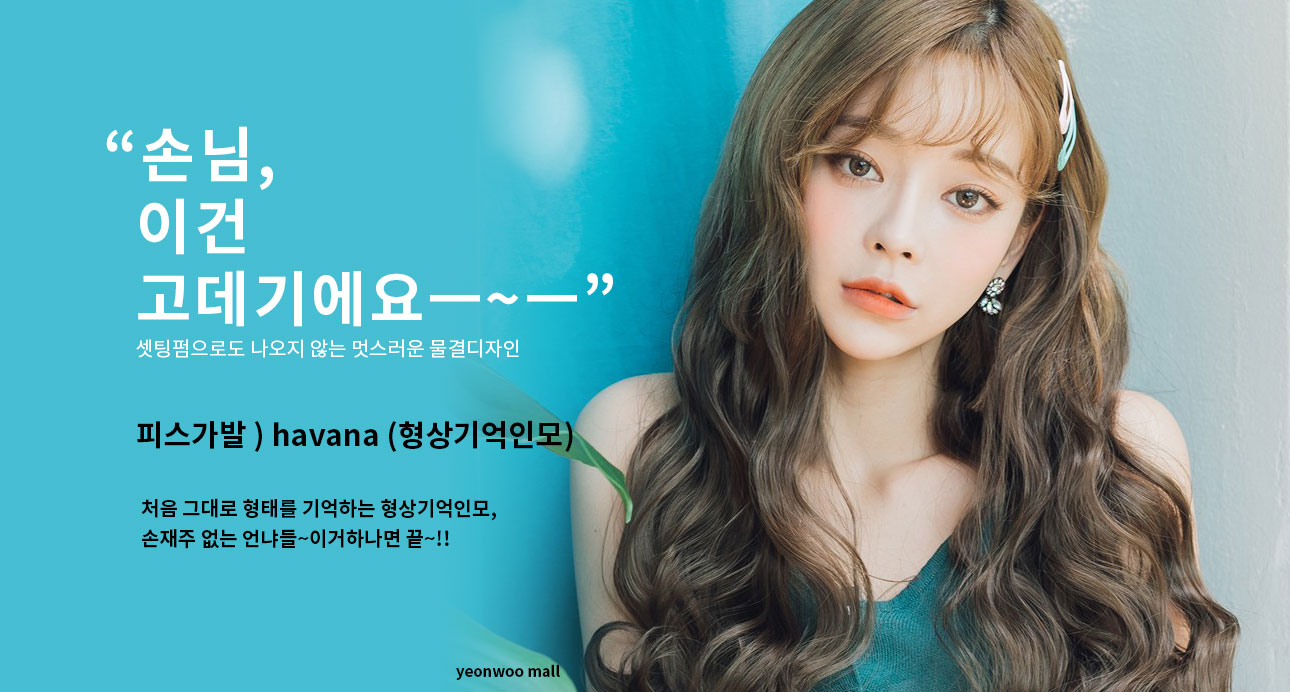 “손님,
이건
고데기에요ㅡ~ㅡ”
셋팅펌으로도 나오지 않는 멋스러운 물결디자인
피스가발 ) havana (형상기억인모)
처음 그대로 형태를 기억하는 형상기억인모,
손재주 없는 언냐들~이거하나면 끝~!!
yeonwoo mall